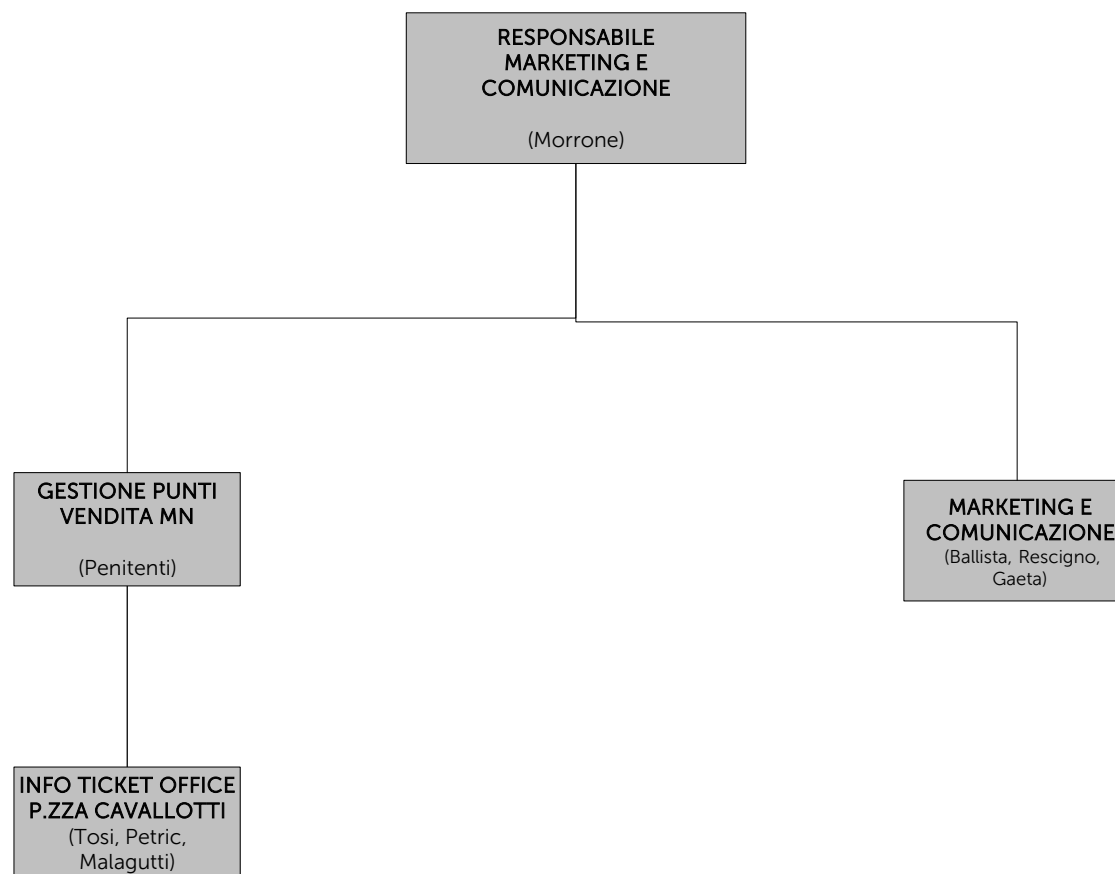 RESPONSABILE
MARKETING E
COMUNICAZIONE
(Morrone)
GESTIONE PUNTI
VENDITA MN
(Penitenti)
MARKETING E
COMUNICAZIONE
(Ballista, Rescigno,
Gaeta)
INFO TICKET OFFICE
P.ZZA CAVALLOTTI
(Tosi, Petric,
Malagutti)